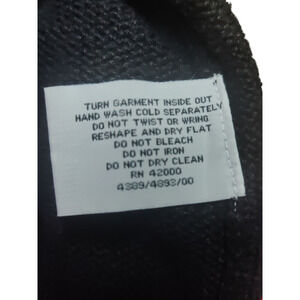 TURN GARMENT INSIDE OUT
HAND WASH COLD SEPARATELY
DO NOT TWIST OR WRING
RESHAPE AND DRY FLAT
DO NOT BLEACH
DO NOT IRON
DO NOT DRY CLEAN
RN 42000
4389/4893/00